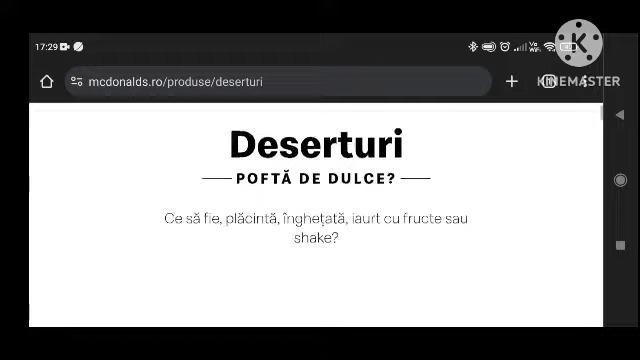 17:29
mcdonalds.ro/produse/deserturi
KINEMASTER
Deserturi
POFTĂ DE DULCE?
Ce să fie, plăcintă, înghețată, iaurt cu fructe sau
shake?